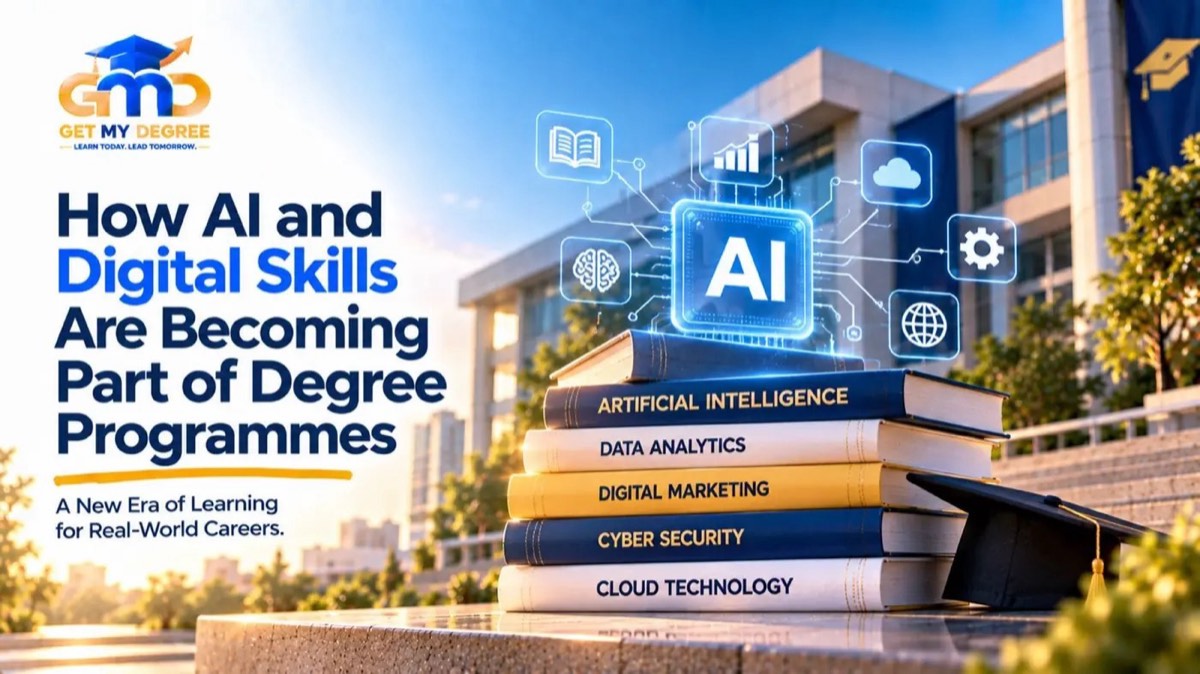 GMD
GET MY DEGREE
LEARN TODAY. LEAD TOMORROW.
How AI and
Digital Skills
Are Becoming
Part of Degree
Programmes
A New Era of Learning
for Real-World Careers.
AI
ARTIFICIAL INTELLIGENCE
DATA ANALYTICS
DIGITAL MARKETING
CYBER SECURITY
CLOUD TECHNOLOGY